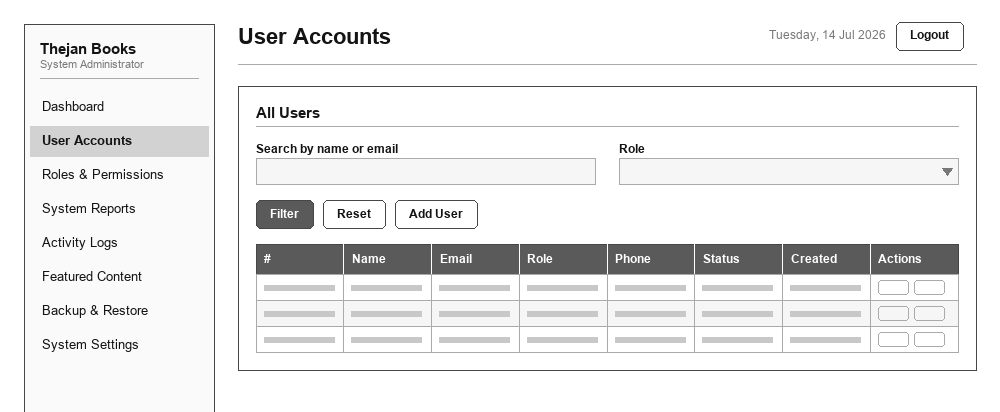 Thejan Books
System Administrator
Dashboard
User Accounts
Roles & Permissions
System Reports
Activity Logs
Featured Content
Backup & Restore
System Settings
User Accounts
Tuesday, 14 Jul 2026
Logout
All Users
Search by name or email
Role
Filter
Reset
Add User
# Name Email Role Phone Status Created Actions